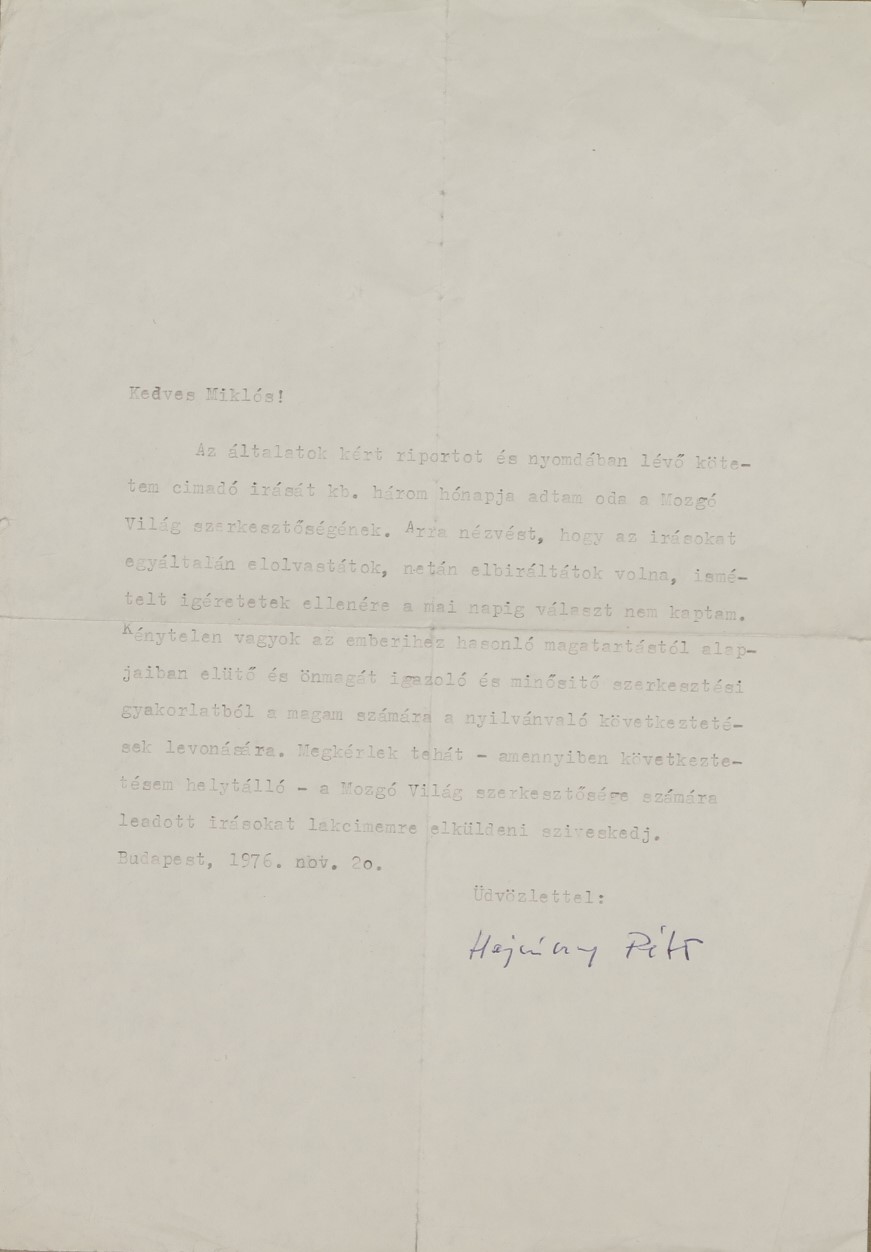 Kedves Miklós!
Az általatok kért riportot és nyomdában lévő köte-
tem cimadó irását kb. három hónapja adtam oda a Mozgó
Világ szerkesztőségének. Arra nézvést, hogy az irásokat
egyáltalán elolvastátok, netán elbiráltátok volna, ismé-
telt igéretetek ellenére a mai napig választ nem kaptam.
Kénytelen vagyok az emberihez hasonló magatartástól alap-
jaiban elütő és önmagát igazoló és minősitő szerkesztési
gyakorlatból a magam számára a nyilvánvaló következteté-
sek levonására. Megkérlek tehát - amennyiben következte-
tésem helytálló - a Mozgó Világ szerkesztősége számára
leadott irásokat lakcimemre elküldeni sziveskedj.
Budapest, 1976. nov. 2o.
Üdvözlettel:
Hajnóczy Péter